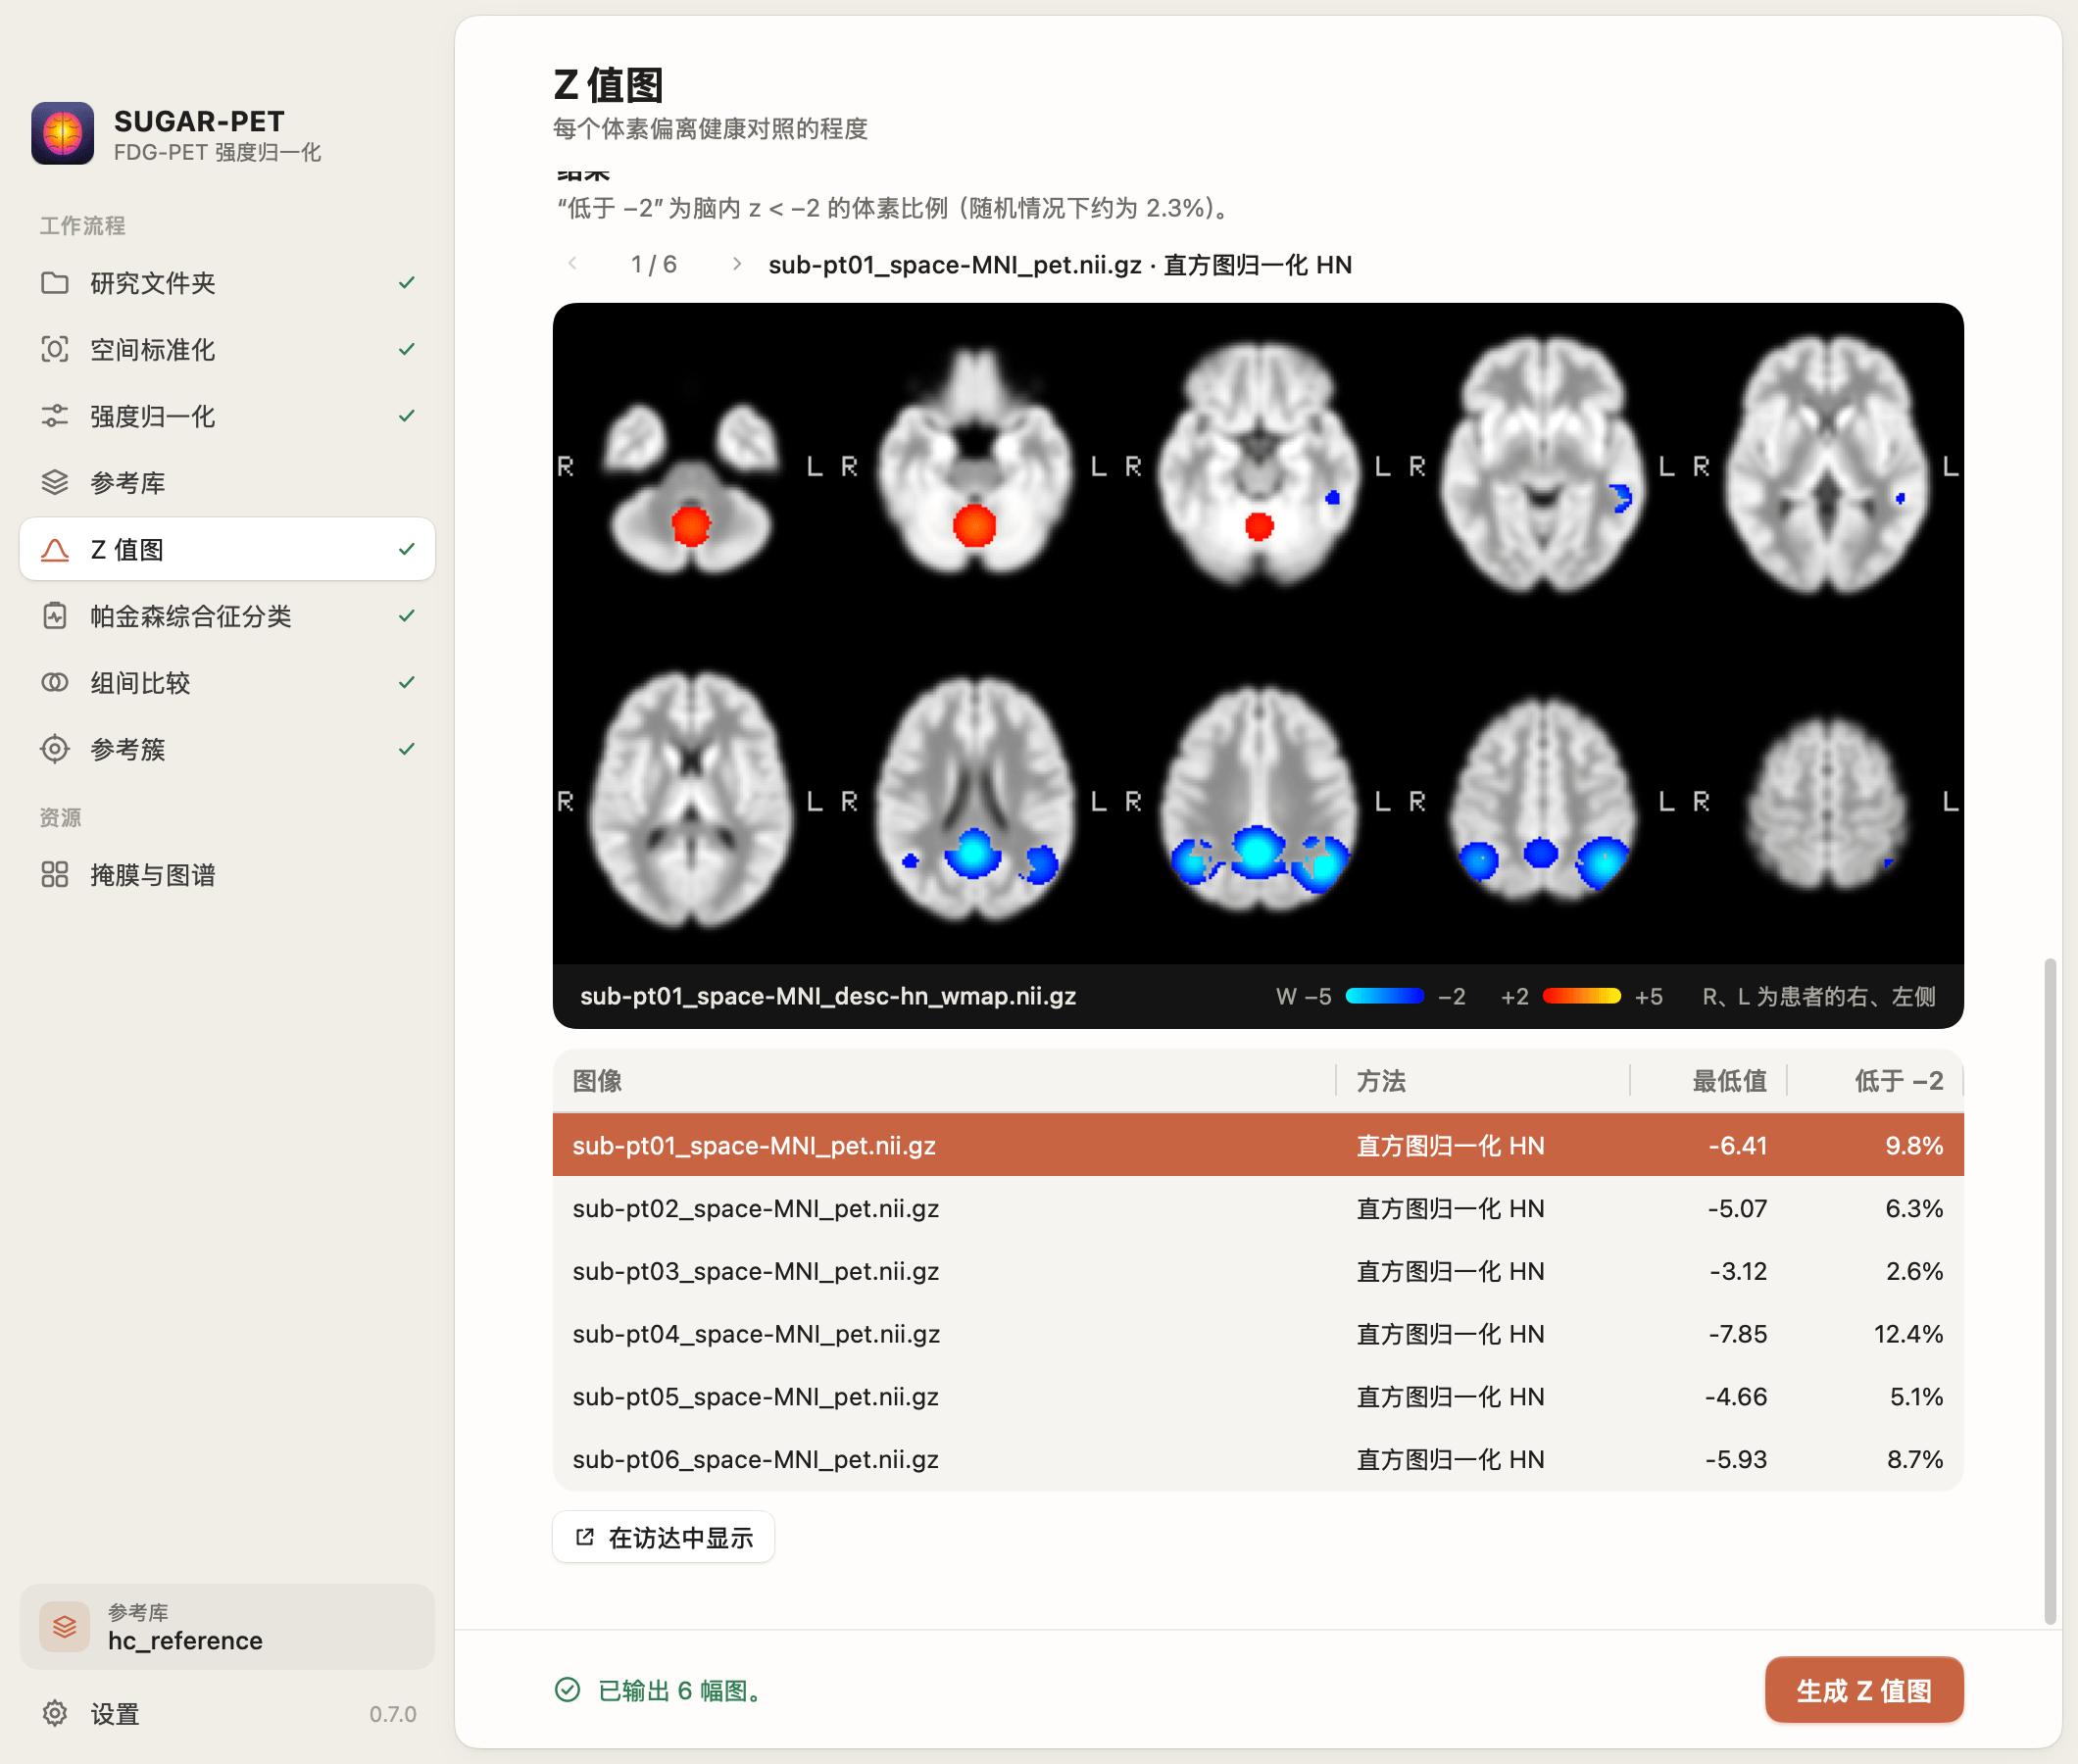 SUGAR-PET
FDG-PET 强度归一化
工作流程
研究文件夹
空间标准化
强度归一化
参考库
Z 值图
帕金森综合征分类
组间比较
参考簇
资源
掩膜与图谱
参考库
hc_reference
设置
0.7.0
Z 值图
每个体素偏离健康对照的程度
结果
“低于 −2” 为脑内 z < −2 的体素比例（随机情况下约为 2.3%）。
1 / 6
sub-pt01_space-MNI_pet.nii.gz · 直方图归一化 HN
R L R L R L R L R L
R L R L R L R L R L
sub-pt01_space-MNI_desc-hn_wmap.nii.gz
W −5 −2 +2 +5 R、L 为患者的右、左侧
图像 方法 最低值 低于 −2
sub-pt01_space-MNI_pet.nii.gz 直方图归一化 HN -6.41 9.8%
sub-pt02_space-MNI_pet.nii.gz 直方图归一化 HN -5.07 6.3%
sub-pt03_space-MNI_pet.nii.gz 直方图归一化 HN -3.12 2.6%
sub-pt04_space-MNI_pet.nii.gz 直方图归一化 HN -7.85 12.4%
sub-pt05_space-MNI_pet.nii.gz 直方图归一化 HN -4.66 5.1%
sub-pt06_space-MNI_pet.nii.gz 直方图归一化 HN -5.93 8.7%
在访达中显示
已输出 6 幅图。
生成 Z 值图